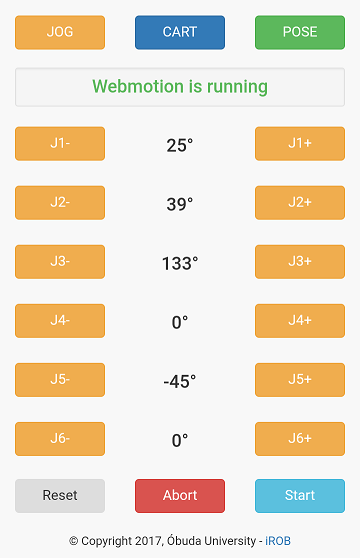 JOG CART POSE
Webmotion is running
J1- 25° J1+
J2- 39° J2+
J3- 133° J3+
J4- 0° J4+
J5- -45° J5+
J6- 0° J6+
Reset Abort Start
© Copyright 2017, Óbuda University - iROB